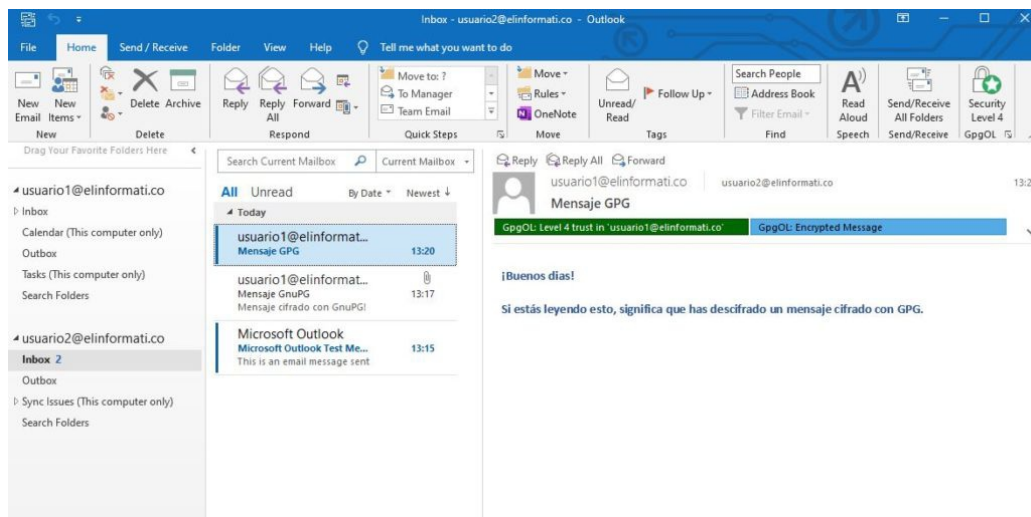 Inbox - usuario2@elinformati.co - Outlook
File Home Send / Receive Folder View Help Tell me what you want to do
New Email
New Items
New
Delete Archive
Delete
Reply Reply All Forward
Respond
Move to: ?
To Manager
Team Email
Quick Steps
Move
Rules
OneNote
Move
Unread/ Read
Follow Up
Tags
Search People
Address Book
Filter Email
Find
Read Aloud
Speech
Send/Receive All Folders
Send/Receive
Security Level 4
GpgOL
Drag Your Favorite Folders Here
usuario1@elinformati.co
Inbox
Calendar (This computer only)
Outbox
Tasks (This computer only)
Search Folders
usuario2@elinformati.co
Inbox 2
Outbox
Sync Issues (This computer only)
Search Folders
Search Current Mailbox Current Mailbox
All Unread By Date Newest ↓
Today
usuario1@elinformat...
Mensaje GPG 13:20
usuario1@elinformat...
Mensaje GnuPG 13:17
Mensaje cifrado con GnuPG!
Microsoft Outlook
Microsoft Outlook Test Me... 13:15
This is an email message sent
Reply Reply All Forward
usuario1@elinformati.co usuario2@elinformati.co
Mensaje GPG
GpgOL: Level 4 trust in 'usuario1@elinformati.co' GpgOL: Encrypted Message
¡Buenos dias!
Si estás leyendo esto, significa que has descifrado un mensaje cifrado con GPG.